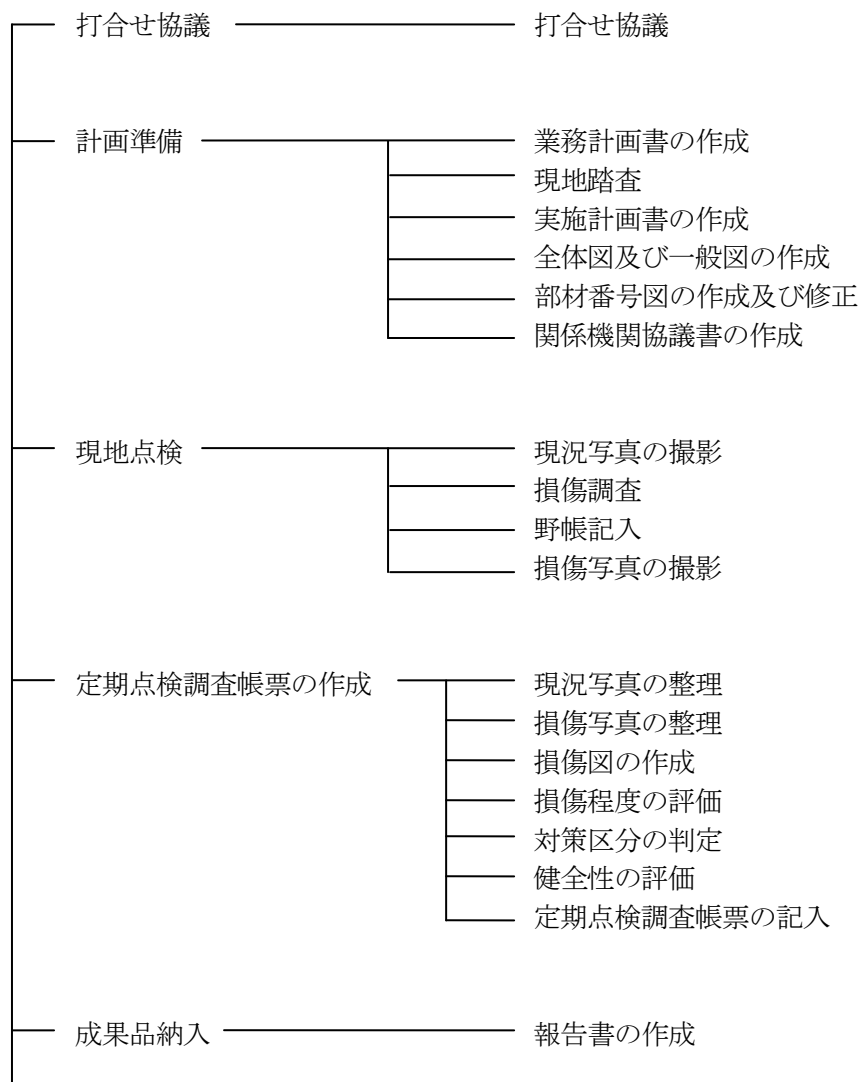 打合せ協議 打合せ協議
計画準備 業務計画書の作成
現地踏査
実施計画書の作成
全体図及び一般図の作成
部材番号図の作成及び修正
関係機関協議書の作成
現地点検 現況写真の撮影
損傷調査
野帳記入
損傷写真の撮影
定期点検調査帳票の作成 現況写真の整理
損傷写真の整理
損傷図の作成
損傷程度の評価
対策区分の判定
健全性の評価
定期点検調査帳票の記入
成果品納入 報告書の作成